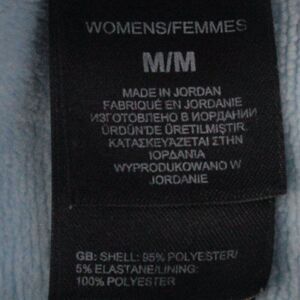 WOMENS/FEMMES
M/M
MADE IN JORDAN
FABRIQUÉ EN JORDANIE
ИЗГОТОВЛЕНО В ИОРДАНИИ
ÜRDÜN'DE ÜRETILMIŞTIR.
ΚΑΤΑΣΚΕΥΑΖΕΤΑΙ ΣΤΗΝ
ΙΟΡΔΑΝΙΑ
WYPRODUKOWANO W
JORDANIE
GB: SHELL: 95% POLYESTER/
5% ELASTANE/LINING:
100% POLYESTER